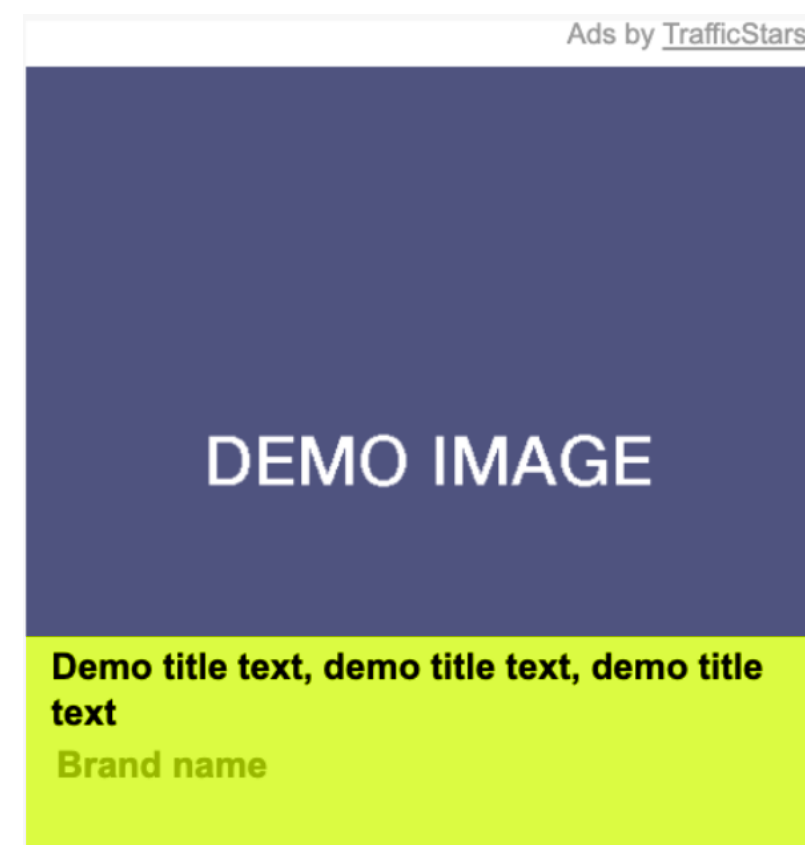 Ads by TrafficStars
DEMO IMAGE
Demo title text, demo title text, demo title
text
Brand name